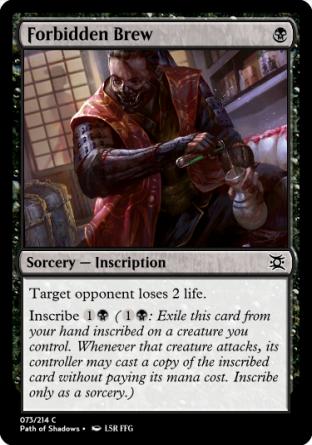 Forbidden Brew
Sorcery — Inscription
Target opponent loses 2 life.
Inscribe 1 ( 1 : Exile this card from
your hand inscribed on a creature you
control. Whenever that creature attacks, its
controller may cast a copy of the inscribed
card without paying its mana cost. Inscribe
only as a sorcery.)
073/214 C
Path of Shadows • LSR FFG